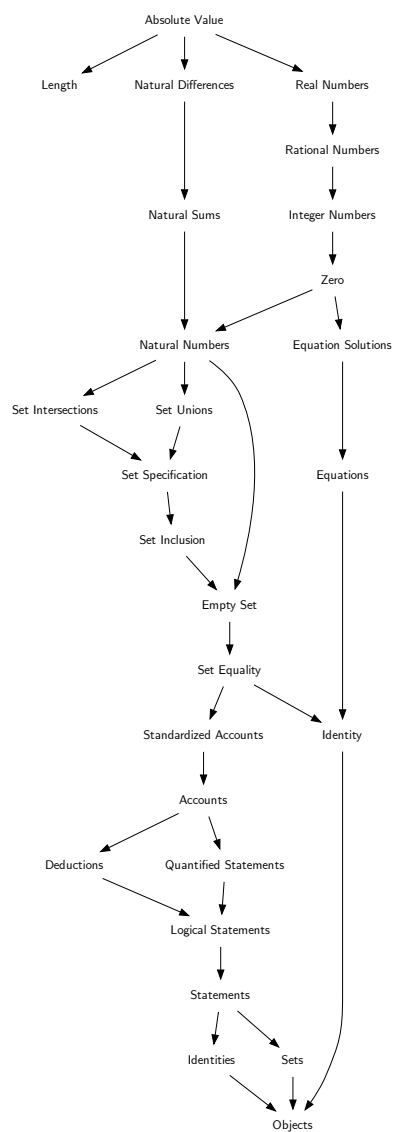 Absolute Value
Length
Natural Differences
Real Numbers
Rational Numbers
Natural Sums
Integer Numbers
Zero
Natural Numbers
Equation Solutions
Set Intersections
Set Unions
Set Specification
Equations
Set Inclusion
Empty Set
Set Equality
Standardized Accounts
Identity
Accounts
Deductions
Quantified Statements
Logical Statements
Statements
Identities
Sets
Objects